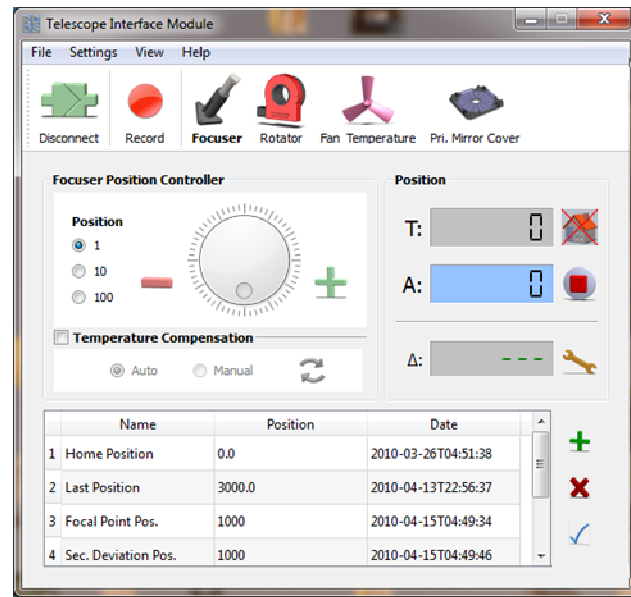 Telescope Interface Module
File Settings View Help
Disconnect Record Focuser Rotator Fan Temperature Pri. Mirror Cover
Focuser Position Controller
Position
1
10
100
Temperature Compensation
Auto Manual
Position
T: 0
A: 0
Δ: ---
Name Position Date
1 Home Position 0.0 2010-03-26T04:51:38
2 Last Position 3000.0 2010-04-13T22:56:37
3 Focal Point Pos. 1000 2010-04-15T04:49:34
4 Sec. Deviation Pos. 1000 2010-04-15T04:49:46